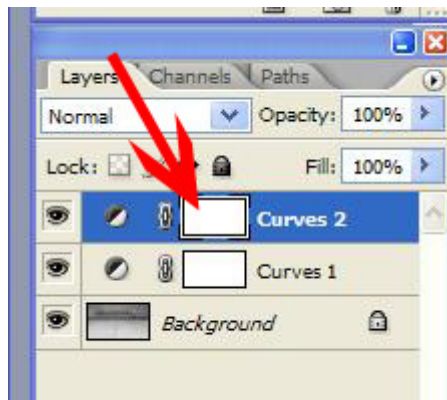 Layers Channels Paths
Normal Opacity: 100%
Lock: Fill: 100%
Curves 2
Curves 1
Background